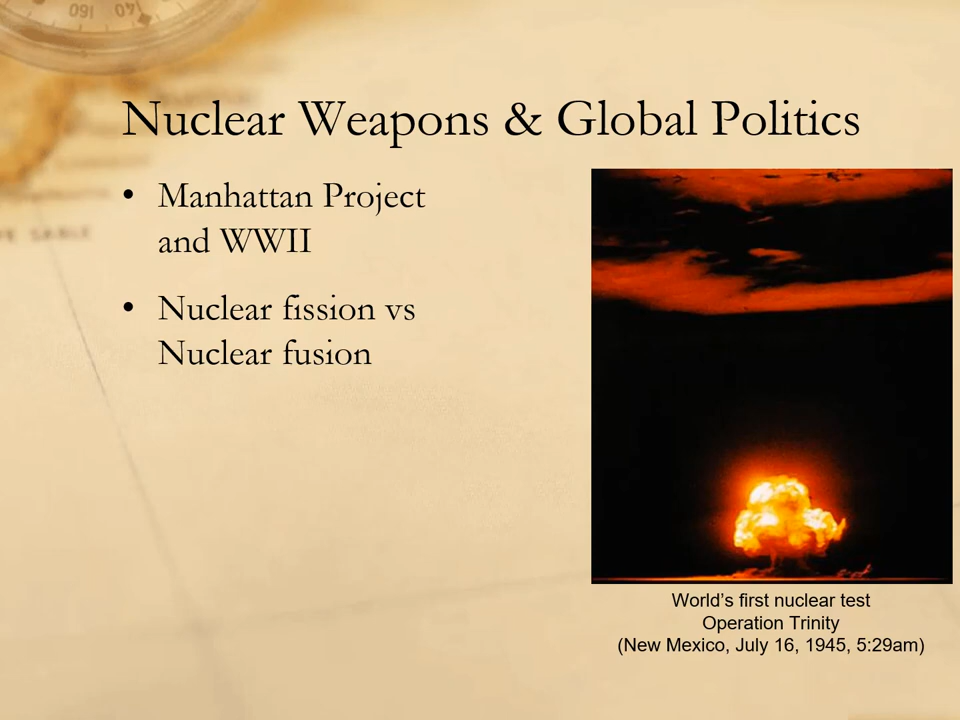 Nuclear Weapons & Global Politics
• Manhattan Project
and WWII
• Nuclear fission vs
Nuclear fusion
World’s first nuclear test
Operation Trinity
(New Mexico, July 16, 1945, 5:29am)